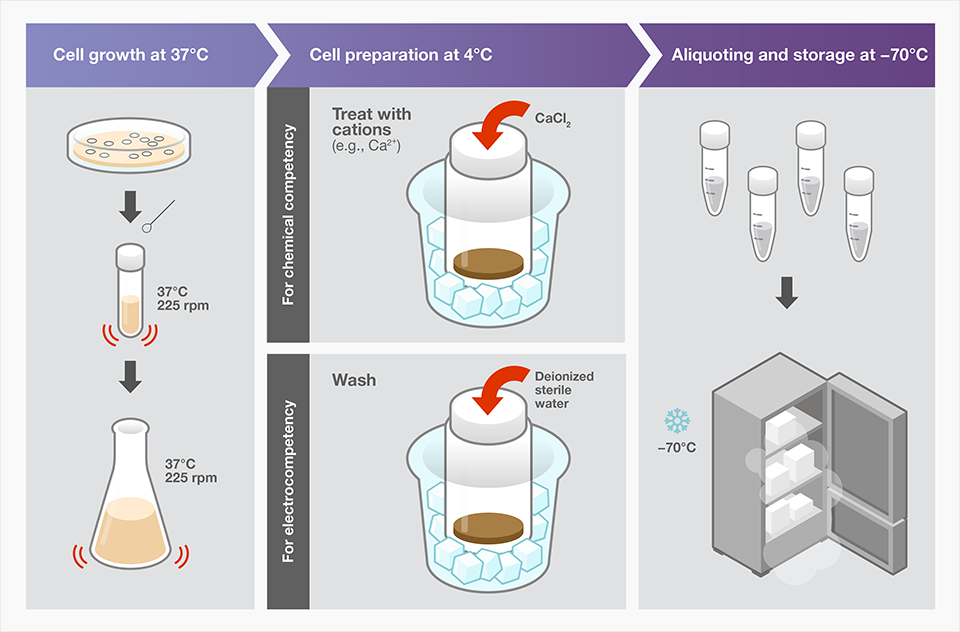 Cell growth at 37°C
Cell preparation at 4°C
Aliquoting and storage at –70°C
37°C
225 rpm
37°C
225 rpm
For chemical competency
Treat with
cations
(e.g., Ca²⁺)
CaCl₂
For electrocompetency
Wash
Deionized
sterile
water
–70°C